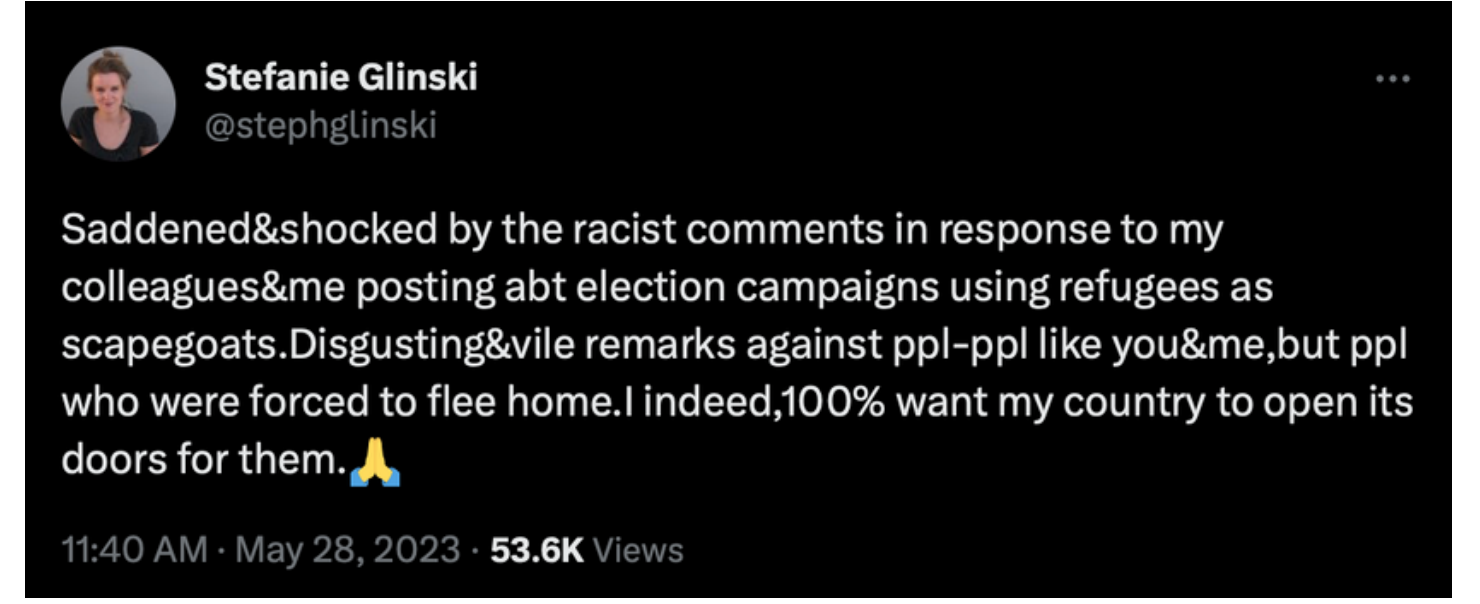 Stefanie Glinski
@stephglinski
Saddened&shocked by the racist comments in response to my
colleagues&me posting abt election campaigns using refugees as
scapegoats.Disgusting&vile remarks against ppl-ppl like you&me,but ppl
who were forced to flee home.I indeed,100% want my country to open its
doors for them.🙏
11:40 AM · May 28, 2023 · 53.6K Views